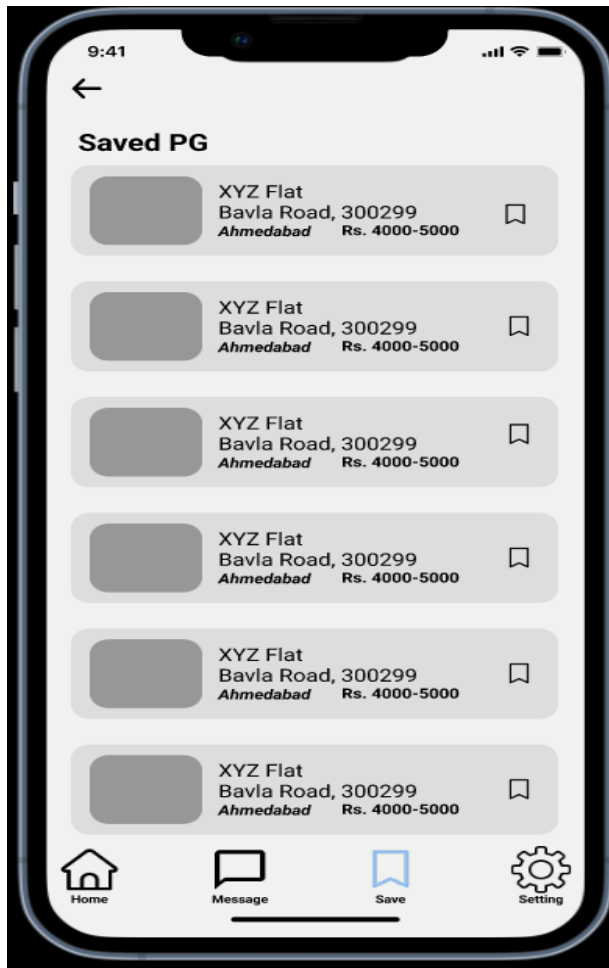 9:41
Saved PG
XYZ Flat
Bavla Road, 300299
Ahmedabad Rs. 4000-5000
XYZ Flat
Bavla Road, 300299
Ahmedabad Rs. 4000-5000
XYZ Flat
Bavla Road, 300299
Ahmedabad Rs. 4000-5000
XYZ Flat
Bavla Road, 300299
Ahmedabad Rs. 4000-5000
XYZ Flat
Bavla Road, 300299
Ahmedabad Rs. 4000-5000
XYZ Flat
Bavla Road, 300299
Ahmedabad Rs. 4000-5000
Home Message Save Setting